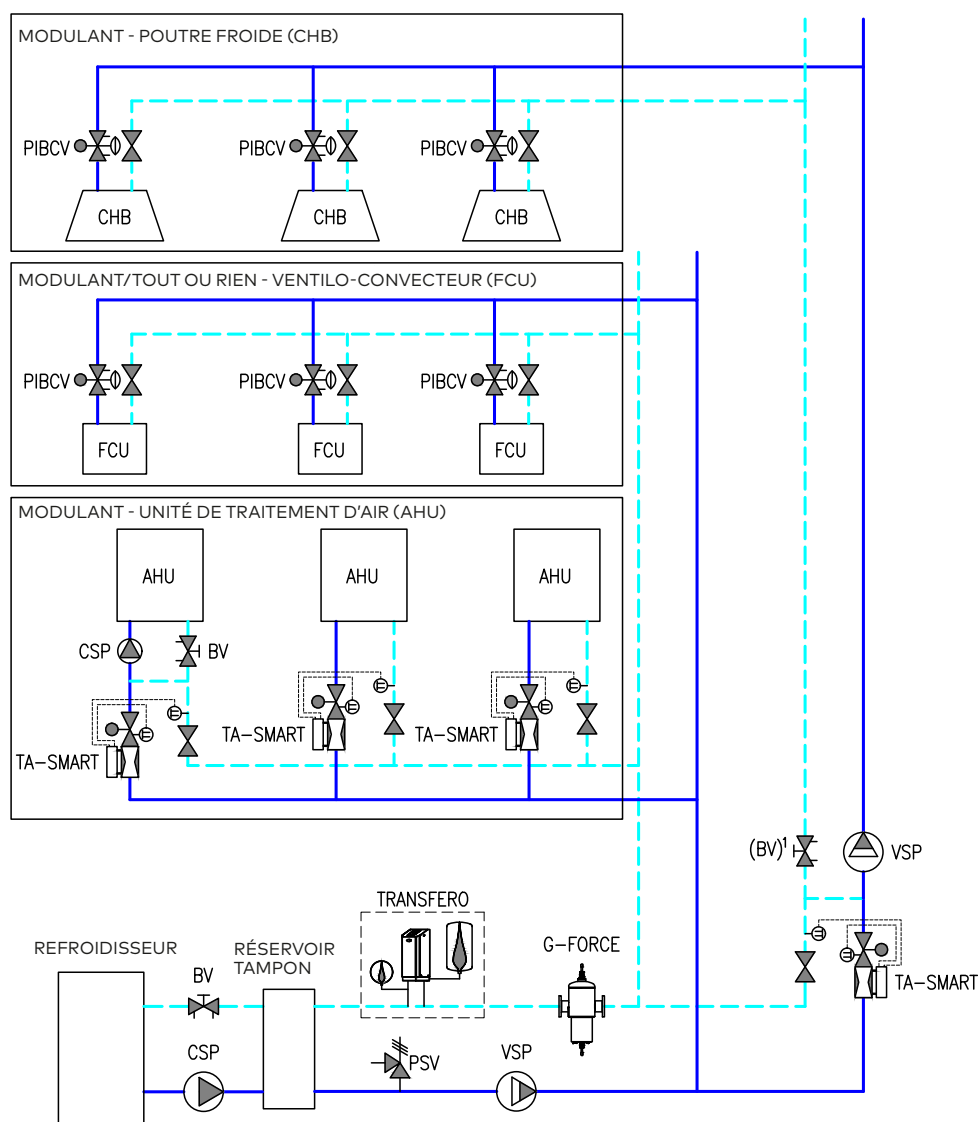 MODULANT - POUTRE FROIDE (CHB)
PIBCV
PIBCV
PIBCV
CHB
CHB
CHB
MODULANT/TOUT OU RIEN - VENTILO-CONVECTEUR (FCU)
PIBCV
PIBCV
PIBCV
FCU
FCU
FCU
MODULANT - UNITÉ DE TRAITEMENT D'AIR (AHU)
AHU
AHU
AHU
CSP
BV
TA-SMART
TA-SMART
TA-SMART
(BV)¹
VSP
TRANSFERO
G-FORCE
REFROIDISSEUR
RÉSERVOIR
TAMPON
BV
TA-SMART
CSP
PSV
VSP